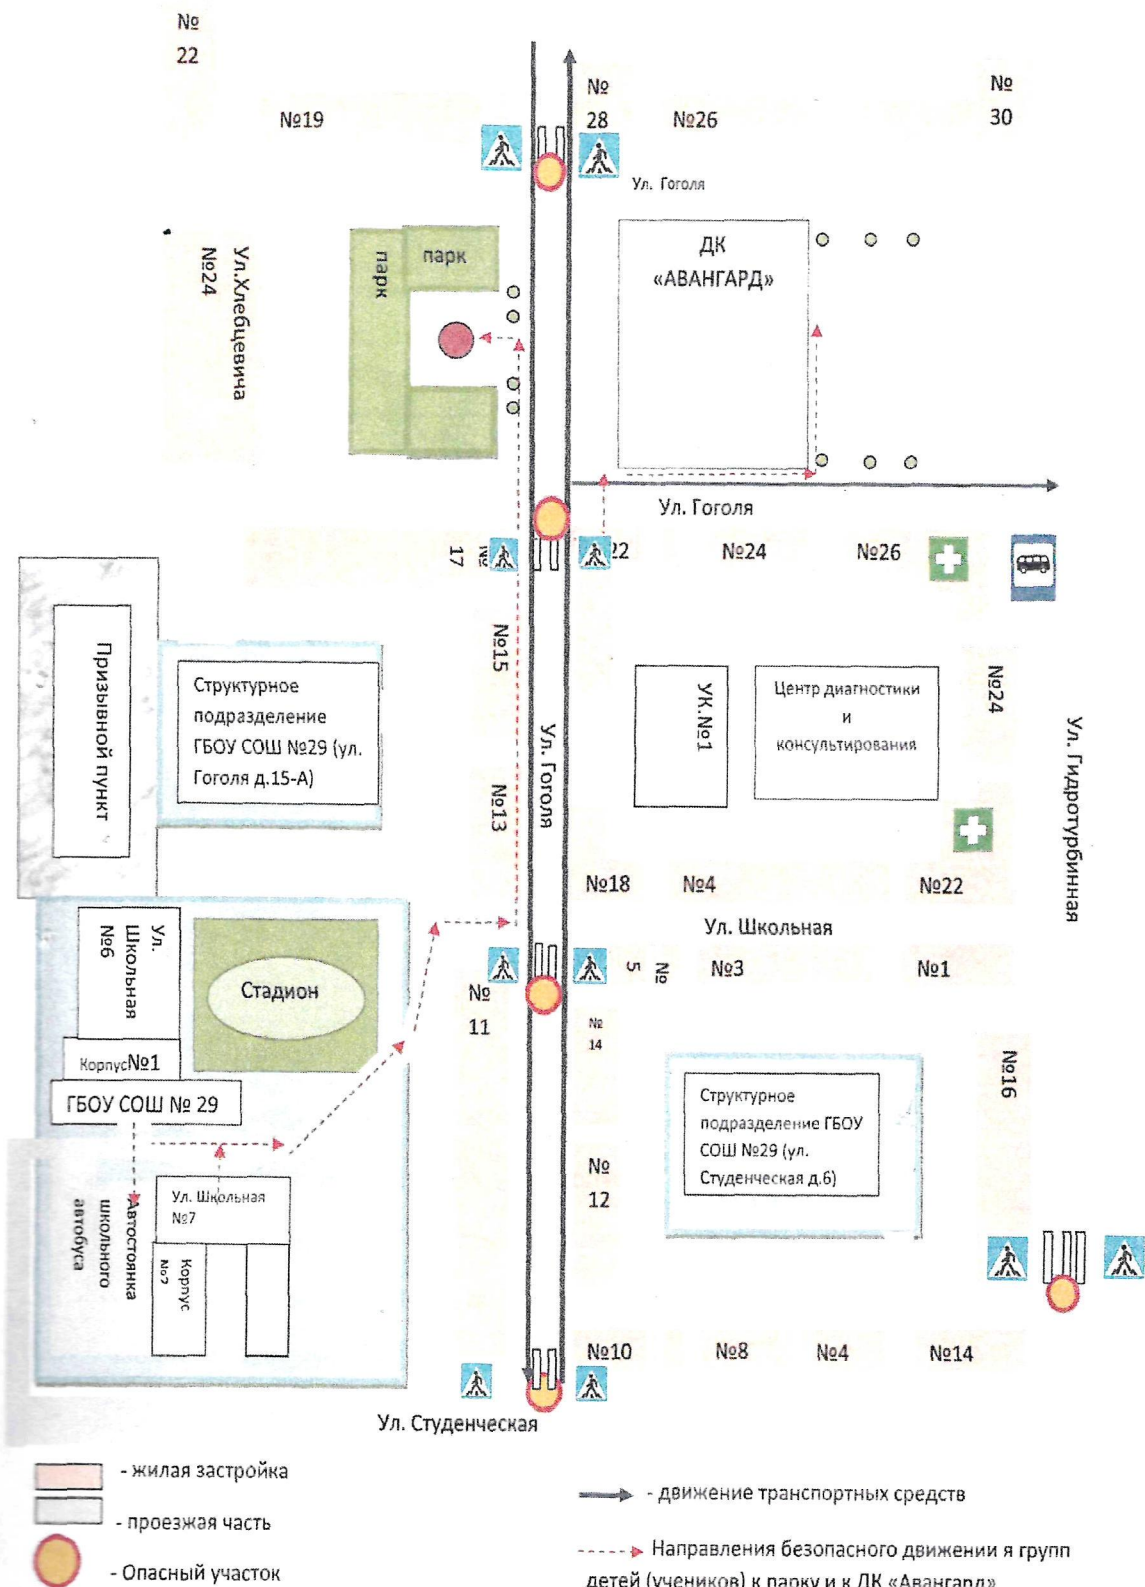 №
22
№19
№
28
№26
№
30
Ул. Гоголя
Ул.Хлебцевича
№24
парк
парк
ДК
«АВАНГАРД»
Ул. Гоголя
№
17
22
№24
№26
№15
№13
Ул. Гоголя
Призывной пункт
Структурное
подразделение
ГБОУ СОШ №29 (ул.
Гоголя д.15-А)
УК.№1
Центр диагностики
и
консультирования
№24
Ул. Гидротурбинная
№18
№4
№22
Ул. Школьная
№
5
№3
№1
Ул.
Школьная
№6
Стадион
Корпус№1
ГБОУ СОШ № 29
№
11
№
14
№
12
Структурное
подразделение ГБОУ
СОШ №29 (ул.
Студенческая д.6)
№16
Автостоянка
школьного
автобуса
Ул. Школьная
№7
Корпус
№2
№10
№8
№4
№14
Ул. Студенческая
- жилая застройка
- проезжая часть
- Опасный участок
- движение транспортных средств
Направления безопасного движении я групп
детей (учеников) к парку и к ДК «Авангард»